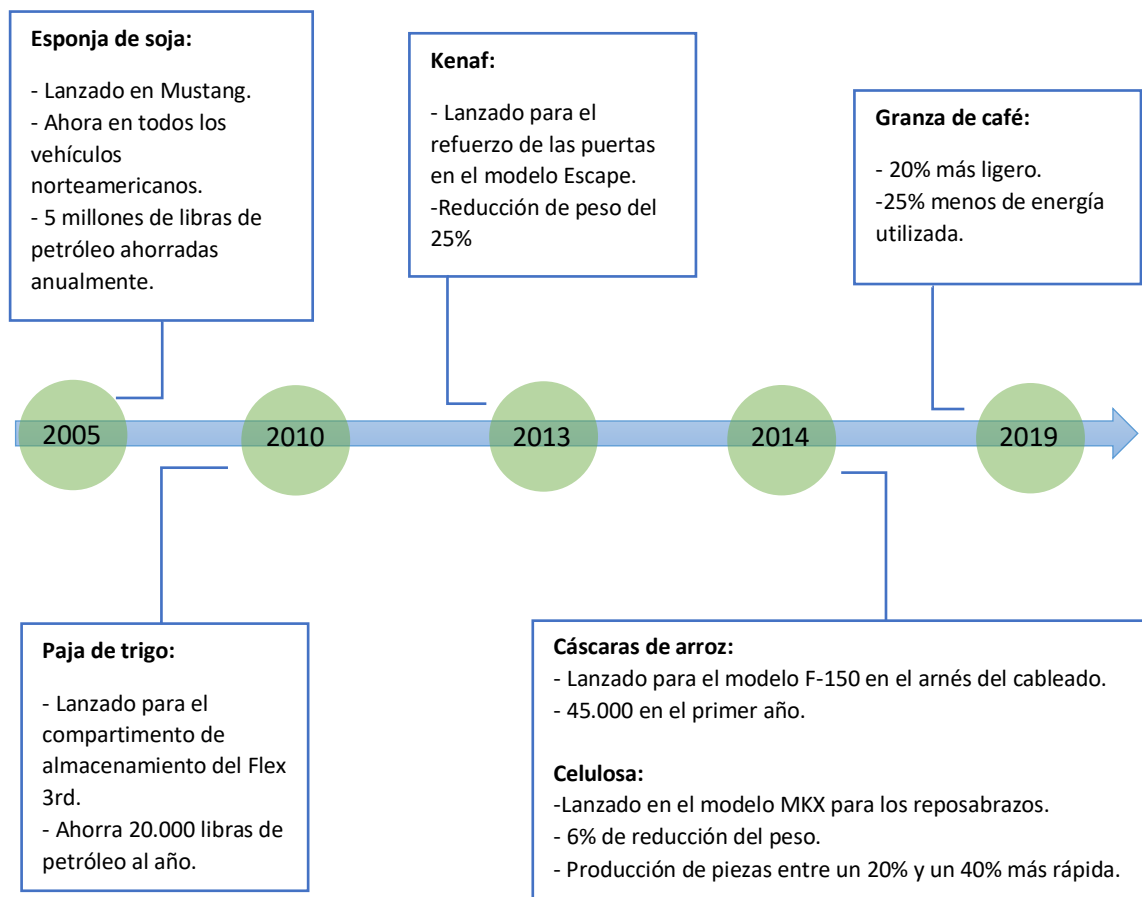 Esponja de soja:
- Lanzado en Mustang.
- Ahora en todos los
vehículos
norteamericanos.
- 5 millones de libras de
petróleo ahorradas
anualmente.
Kenaf:
- Lanzado para el
refuerzo de las puertas
en el modelo Escape.
-Reducción de peso del
25%
Granza de café:
- 20% más ligero.
-25% menos de energía
utilizada.
2005
2010
2013
2014
2019
Paja de trigo:
- Lanzado para el
compartimento de
almacenamiento del Flex
3rd.
- Ahorra 20.000 libras de
petróleo al año.
Cáscaras de arroz:
- Lanzado para el modelo F-150 en el arnés del cableado.
- 45.000 en el primer año.
Celulosa:
-Lanzado en el modelo MKX para los reposabrazos.
- 6% de reducción del peso.
- Producción de piezas entre un 20% y un 40% más rápida.